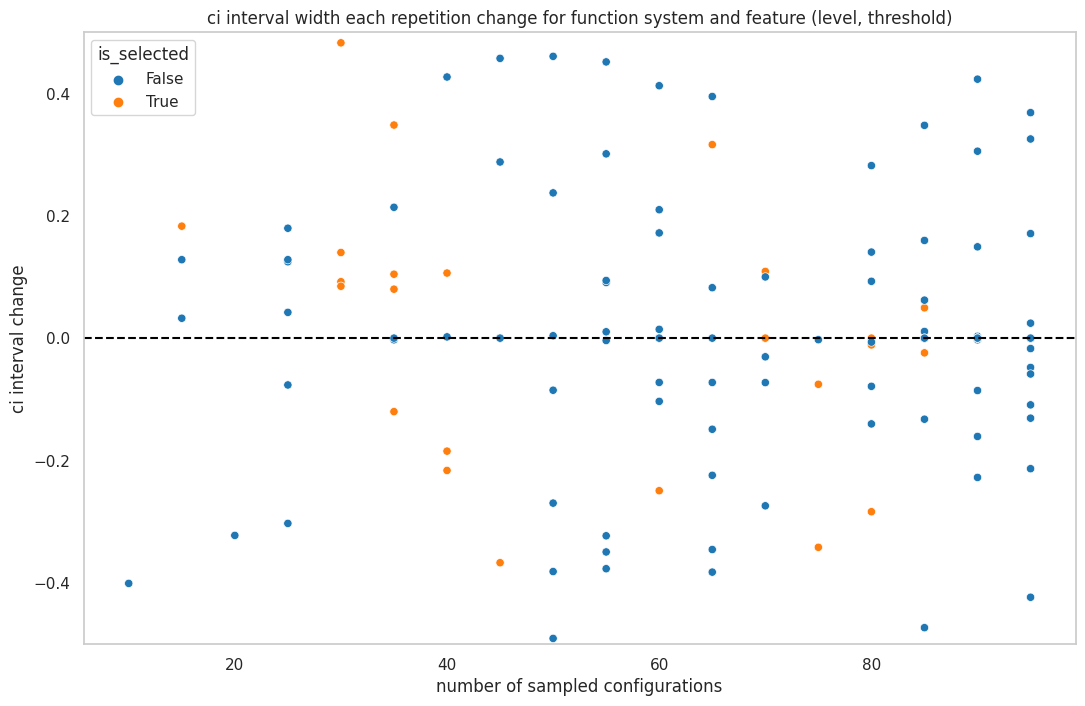 ci interval width each repetition change for function system and feature (level, threshold)
is_selected
False
True
ci interval change
0.4
0.2
0.0
−0.2
−0.4
20
40
60
80
number of sampled configurations